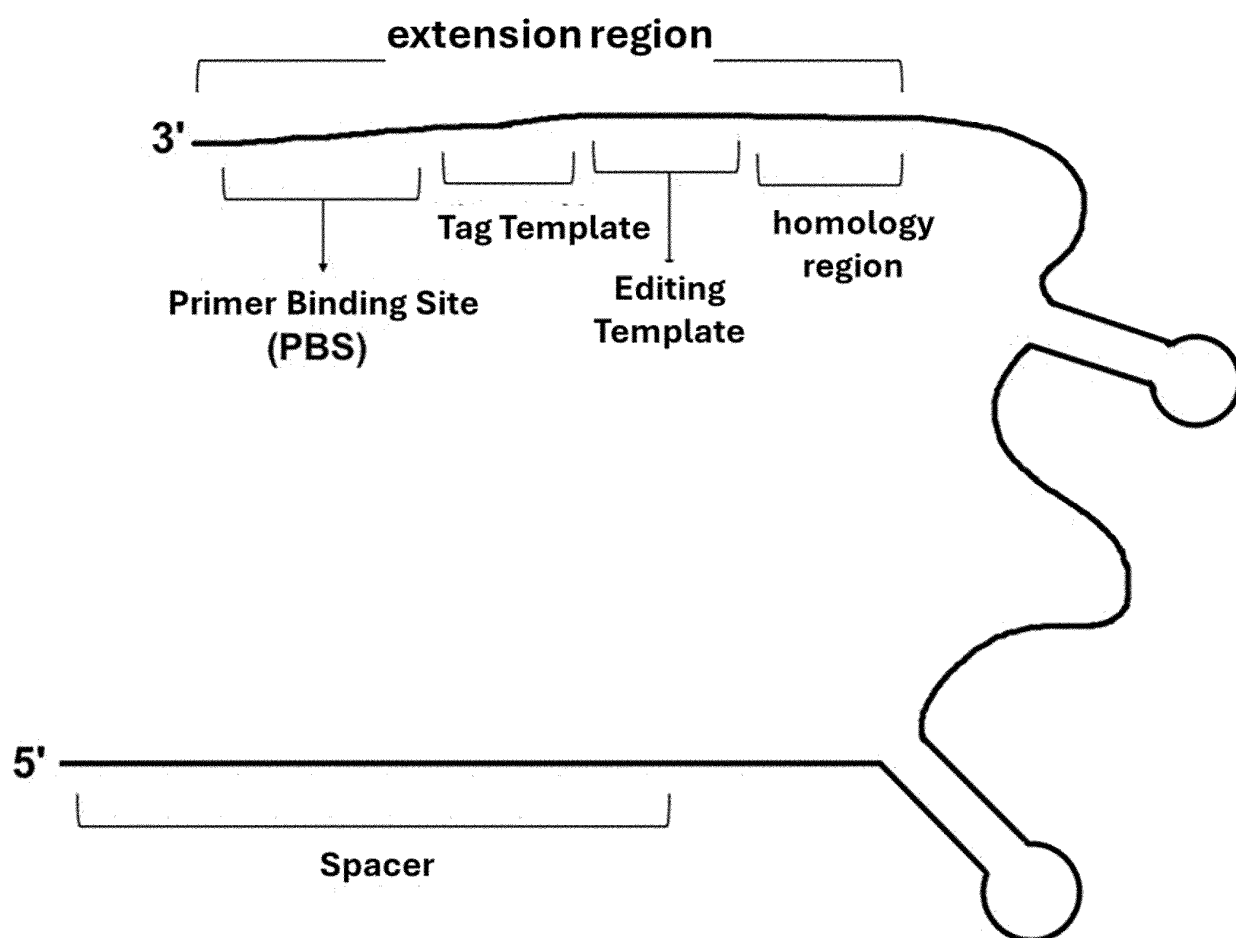 extension region
3'
Tag Template
homology
region
Primer Binding Site
(PBS)
Editing
Template
5'
Spacer